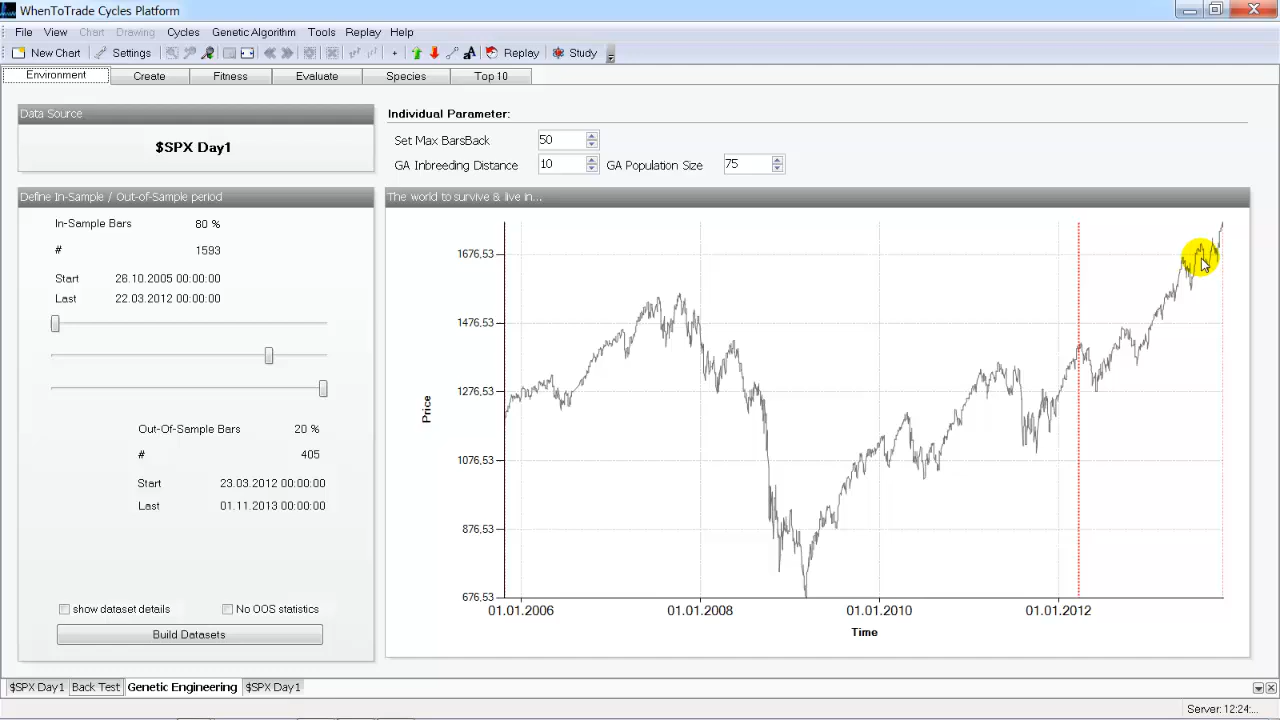 WhenToTrade Cycles Platform
File View Chart Drawing Cycles Genetic Algorithm Tools Replay Help
New Chart Settings Replay Study
Environment Create Fitness Evaluate Species Top 10
Data Source
$SPX Day1
Individual Parameter:
Set Max BarsBack 50
GA Inbreeding Distance 10 GA Population Size 75
Define In-Sample / Out-of-Sample period
In-Sample Bars 80 %
# 1593
Start 26.10.2005 00:00:00
Last 22.03.2012 00:00:00
Out-Of-Sample Bars 20 %
# 405
Start 23.03.2012 00:00:00
Last 01.11.2013 00:00:00
show dataset details No OOS statistics
Build Datasets
The world to survive & live in...
1676,53
1476,53
1276,53
1076,53
876,53
676,53
Price
01.01.2006 01.01.2008 01.01.2010 01.01.2012
Time
$SPX Day1 Back Test Genetic Engineering $SPX Day1
Server: 12:24:...